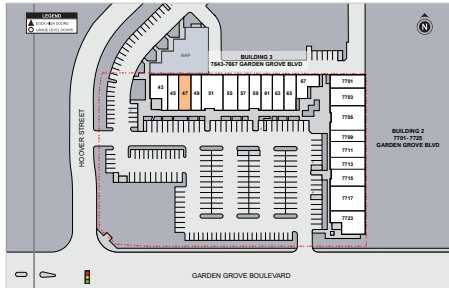 LEGEND
DOCK HIGH DOORS
GRADE LEVEL DOORS
N
NAP
BUILDING 3
7643-7667 GARDEN GROVE BLVD
43
45
47
49
51
55
57
59
61
63
65
67
7701
7703
7705
7709
7711
7713
7715
7717
7723
BUILDING 2
7701- 7725
GARDEN GROVE BLVD
HOOVER STREET
GARDEN GROVE BOULEVARD